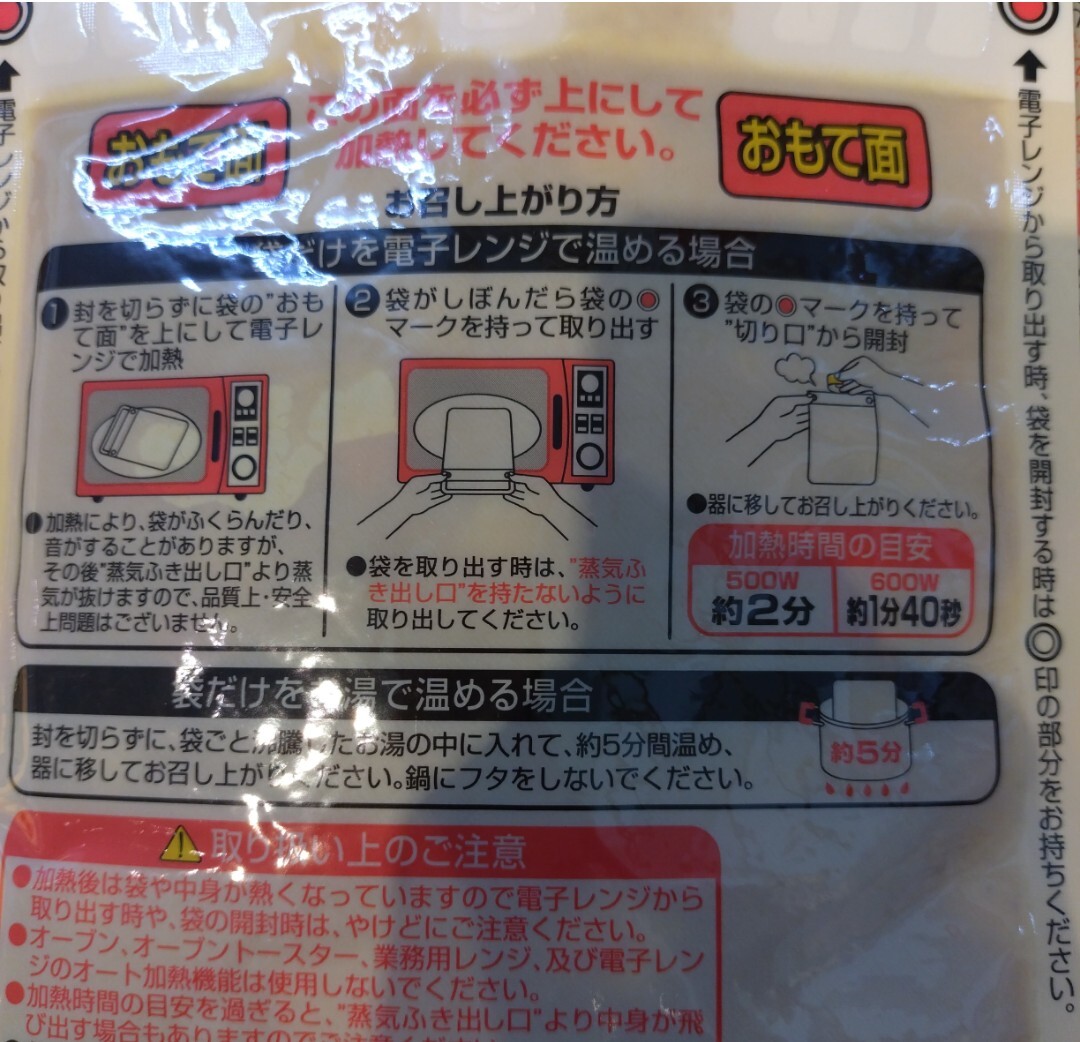 この面を必ず上にして
加熱してください。
おもて面
おもて面
お召し上がり方
袋だけを電子レンジで温める場合
1 封を切らずに袋の"おも
て面"を上にして電子レ
ンジで加熱
●加熱により、袋がふくらんだり、
音がすることがありますが、
その後"蒸気ふき出し口"より蒸
気が抜けますので、品質上・安全
上問題はございません。
2 袋がしぼんだら袋の◉
マークを持って取り出す
●袋を取り出す時は、"蒸気ふ
き出し口"を持たないように
取り出してください。
3 袋の◉マークを持って
"切り口"から開封
●器に移してお召し上がりください。
加熱時間の目安
500W 600W
約2分 約1分40秒
袋だけをお湯で温める場合
封を切らずに、袋ごと沸騰したお湯の中に入れて、約5分間温め、
器に移してお召し上がりください。鍋にフタをしないでください。
約5分
取り扱い上のご注意
●加熱後は袋や中身が熱くなっていますので電子レンジから
取り出す時や、袋の開封時は、やけどにご注意ください。
●オーブン、オーブントースター、業務用レンジ、及び電子レン
ジのオート加熱機能は使用しないでください。
●加熱時間の目安を過ぎると、"蒸気ふき出し口"より中身が飛
び出す場合もありますのでご注意ください。
↑電子レンジから取り出す時、袋を開封する時は◎印の部分をお持ちください。
↑電子レンジから取り出